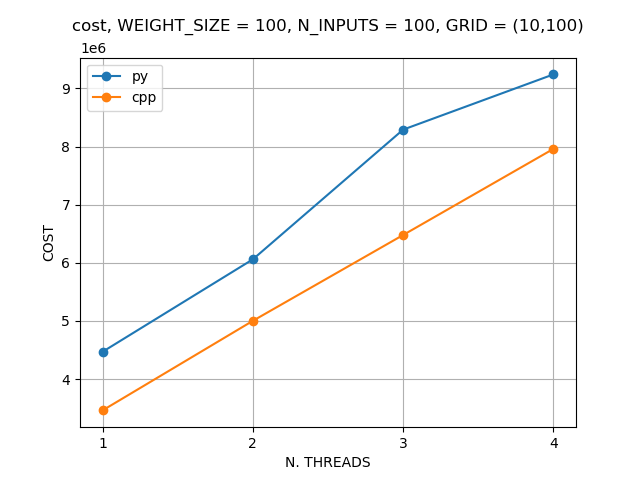 cost, WEIGHT_SIZE = 100, N_INPUTS = 100, GRID = (10,100)
1e6
py
cpp
9
8
7
6
5
4
COST
1 2 3 4
N. THREADS